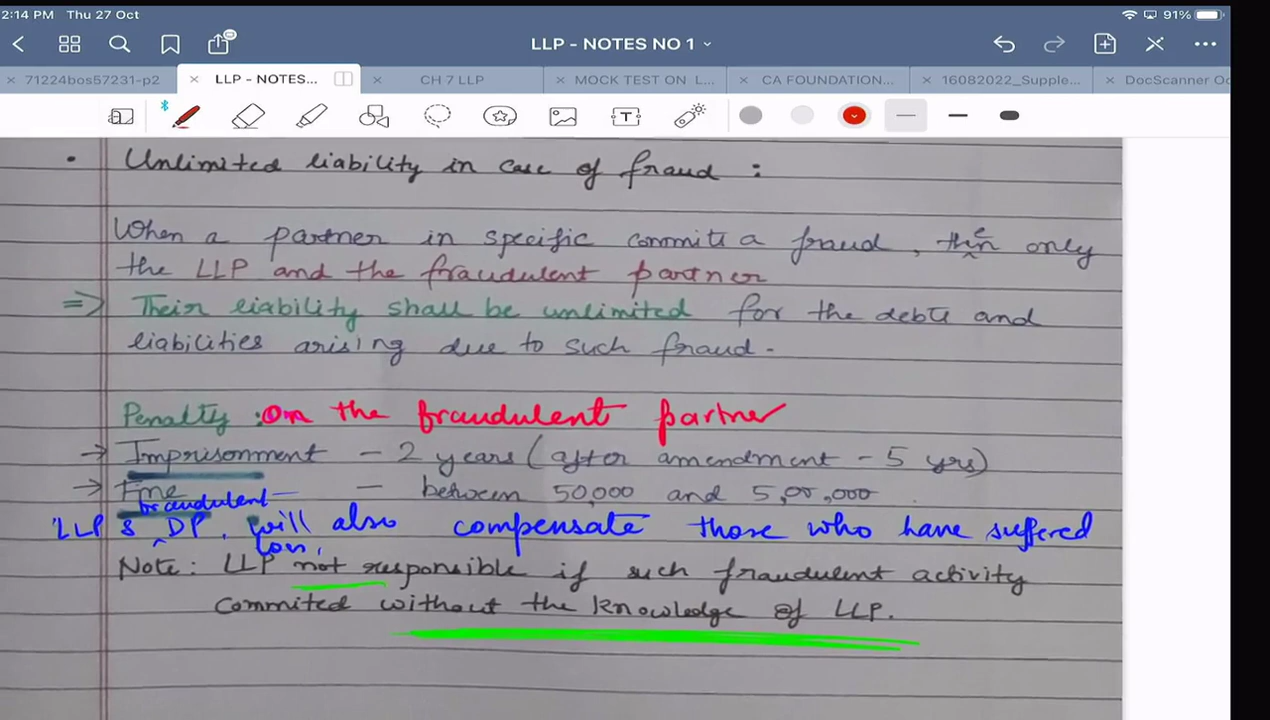 2:14 PM Thu 27 Oct
91%
LLP - NOTES NO 1
71224bos57231-p2
LLP - NOTES...
CH 7 LLP
MOCK TEST ON L...
CA FOUNDATION...
16082022_Supple...
DocScanner Oc
T
• Unlimited liability in case of fraud :
When a partner in specific commits a fraud, then only
the LLP and the fraudulent partner
=> Their liability shall be unlimited for the debts and
liabilities arising due to such fraud.
Penalty : On the fraudulent partner
→ Imprisonment - 2 years (after amendment - 5 yrs)
→ Fine - between 50,000 and 5,00,000
fraudulent
LLP & DP, will also compensate those who have suffered
loss,
Note: LLP not responsible if such fraudulent activity
commited without the knowledge of LLP.